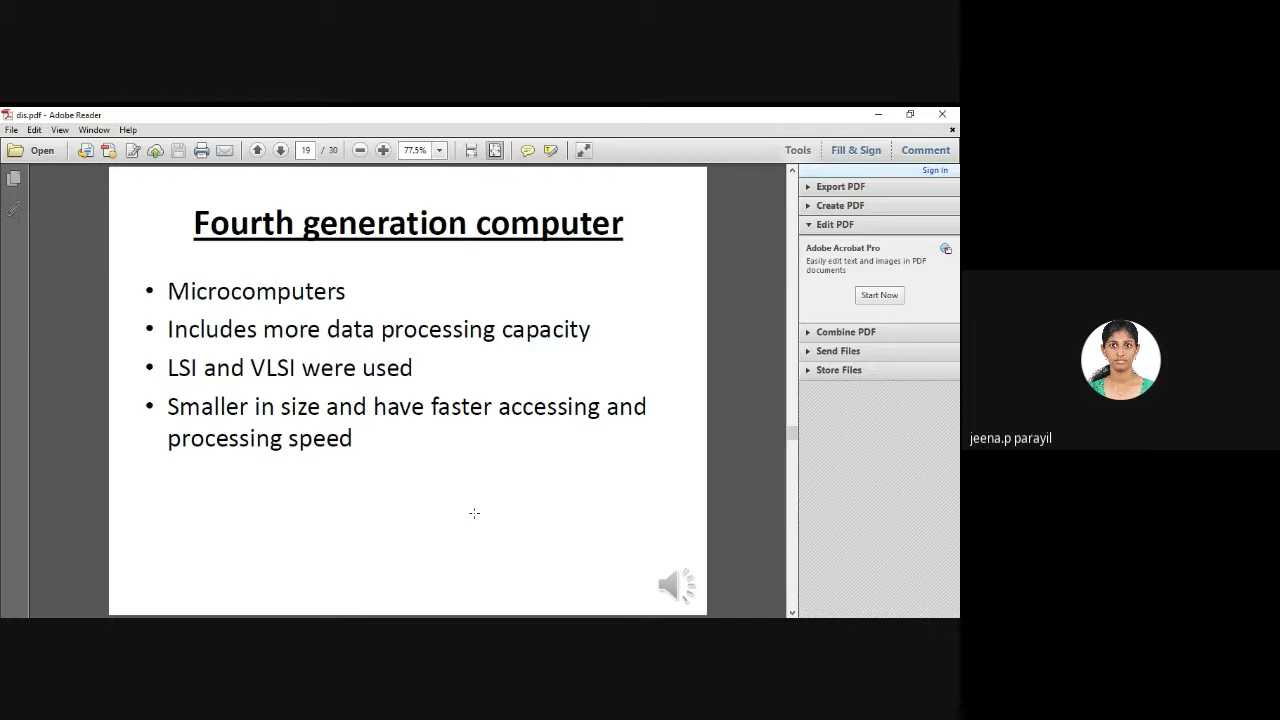 dis.pdf - Adobe Reader
File Edit View Window Help
Open 19 / 30 77.5% Tools Fill & Sign Comment
Sign In
Export PDF
Create PDF
Edit PDF
Adobe Acrobat Pro
Easily edit text and images in PDF
documents
Start Now
Combine PDF
Send Files
Store Files
Fourth generation computer
• Microcomputers
• Includes more data processing capacity
• LSI and VLSI were used
• Smaller in size and have faster accessing and
processing speed
jeena.p parayil